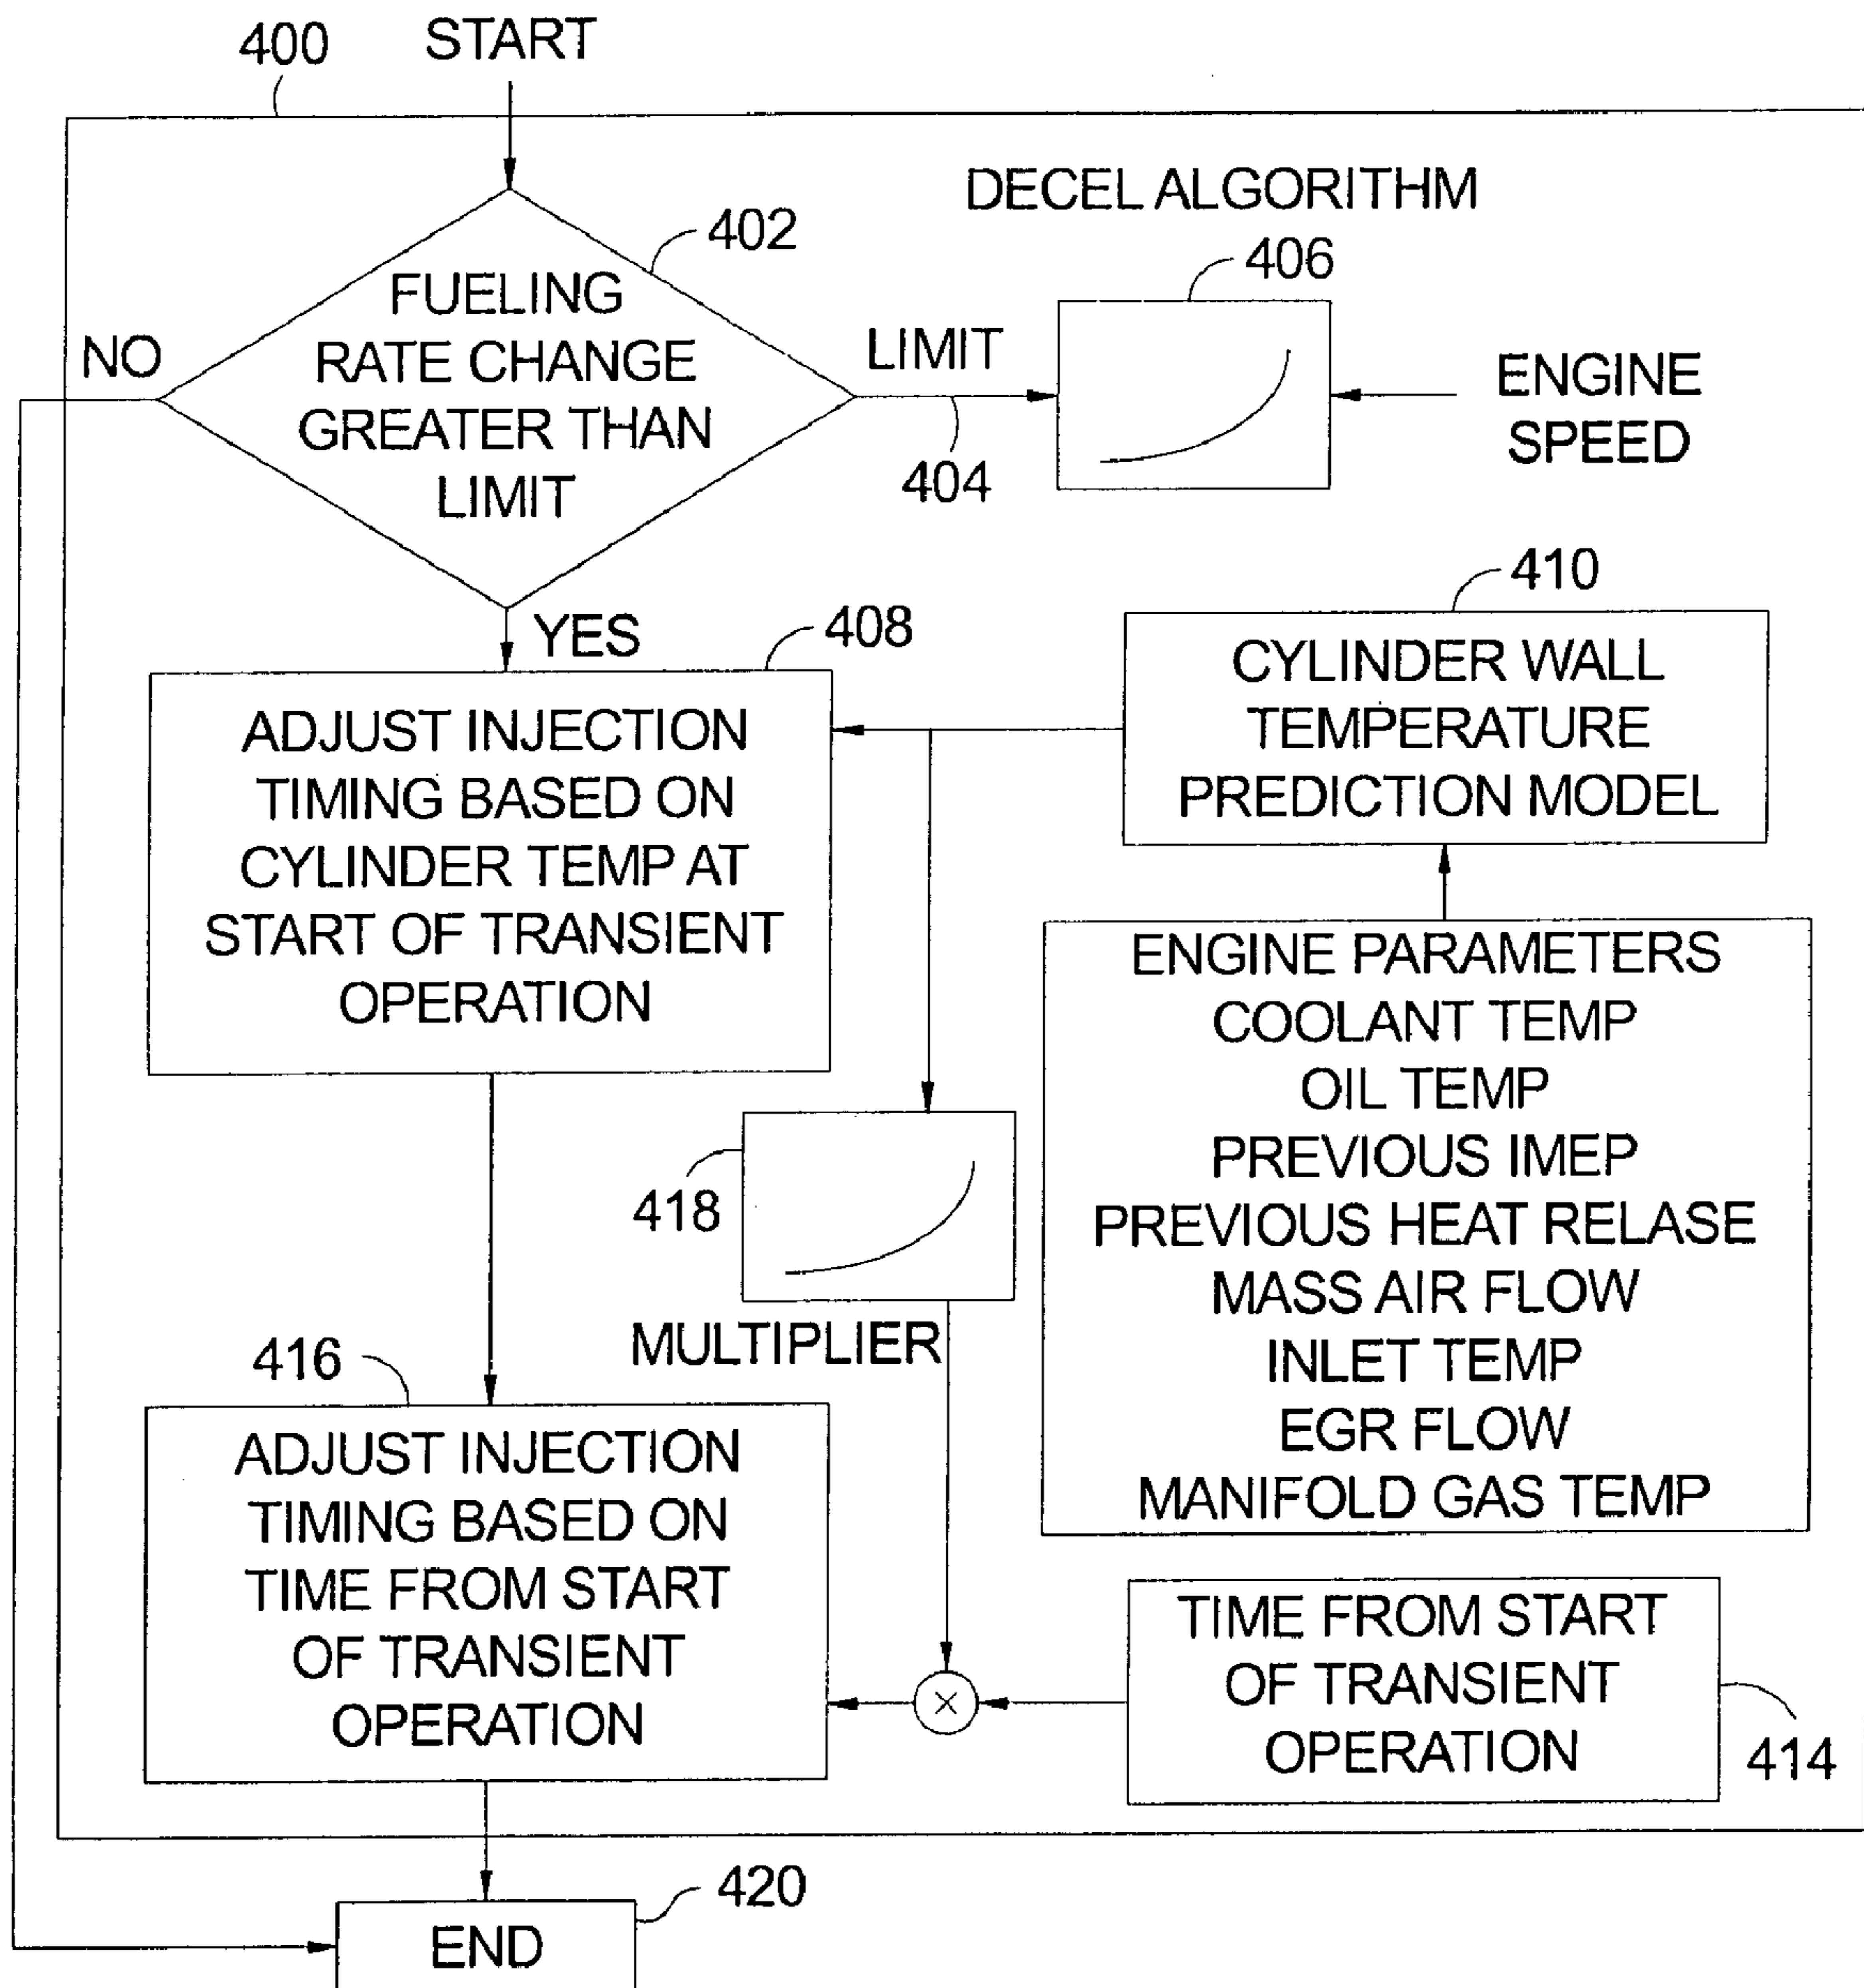 400
START
DECEL ALGORITHM
402
406
FUELING
RATE CHANGE
GREATER THAN
LIMIT
NO
LIMIT
404
ENGINE
SPEED
YES
408
410
ADJUST INJECTION
TIMING BASED ON
CYLINDER TEMP AT
START OF TRANSIENT
OPERATION
CYLINDER WALL
TEMPERATURE
PREDICTION MODEL
ENGINE PARAMETERS
COOLANT TEMP
OIL TEMP
PREVIOUS IMEP
PREVIOUS HEAT RELASE
MASS AIR FLOW
INLET TEMP
EGR FLOW
MANIFOLD GAS TEMP
418
MULTIPLIER
416
ADJUST INJECTION
TIMING BASED ON
TIME FROM START
OF TRANSIENT
OPERATION
×
TIME FROM START
OF TRANSIENT
OPERATION
414
420
END